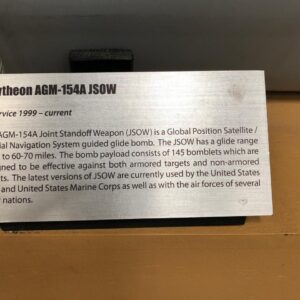 ytheon AGM-154A JSOW
rvice 1999 – current
AGM-154A Joint Standoff Weapon (JSOW) is a Global Position Satellite /
al Navigation System guided glide bomb. The JSOW has a glide range
to 60-70 miles. The bomb payload consists of 145 bomblets which are
gned to be effective against both armored targets and non-armored
ts. The latest versions of JSOW are currently used by the United States
and United States Marine Corps as well as with the air forces of several
nations.